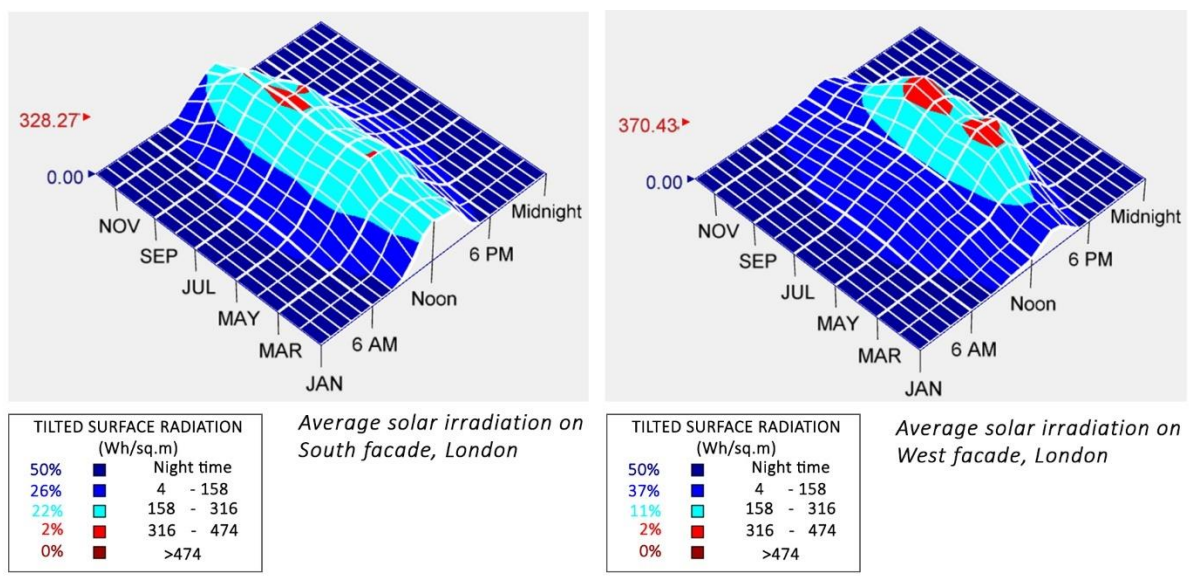 328.27
0.00
NOV
SEP
JUL
MAY
MAR
JAN
6 AM
Noon
6 PM
Midnight
TILTED SURFACE RADIATION
(Wh/sq.m)
50% Night time
26% 4 - 158
22% 158 - 316
2% 316 - 474
0% >474
Average solar irradiation on
South facade, London
370.43
0.00
NOV
SEP
JUL
MAY
MAR
JAN
6 AM
Noon
6 PM
Midnight
TILTED SURFACE RADIATION
(Wh/sq.m)
50% Night time
37% 4 - 158
11% 158 - 316
2% 316 - 474
0% >474
Average solar irradiation on
West facade, London